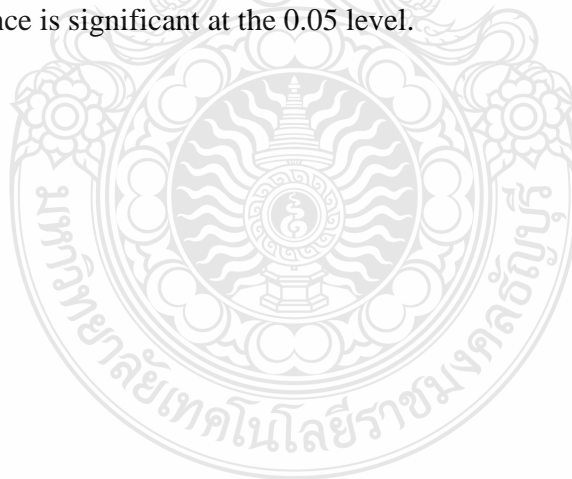 nce is significant at the 0.05 level.
มหาวิทยาลัยเทคโนโลยีราชมงคลธัญบุรี